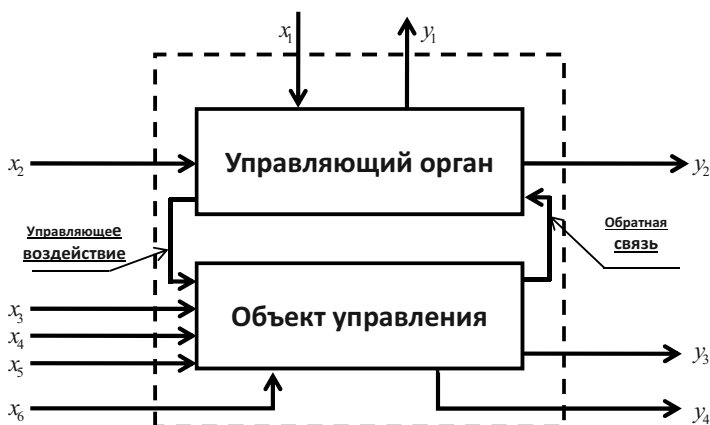 x₁
y₁
x₂
Управляющий орган
y₂
Управляющее
воздействие
Обратная
связь
x₃
x₄
x₅
Объект управления
y₃
x₆
y₄